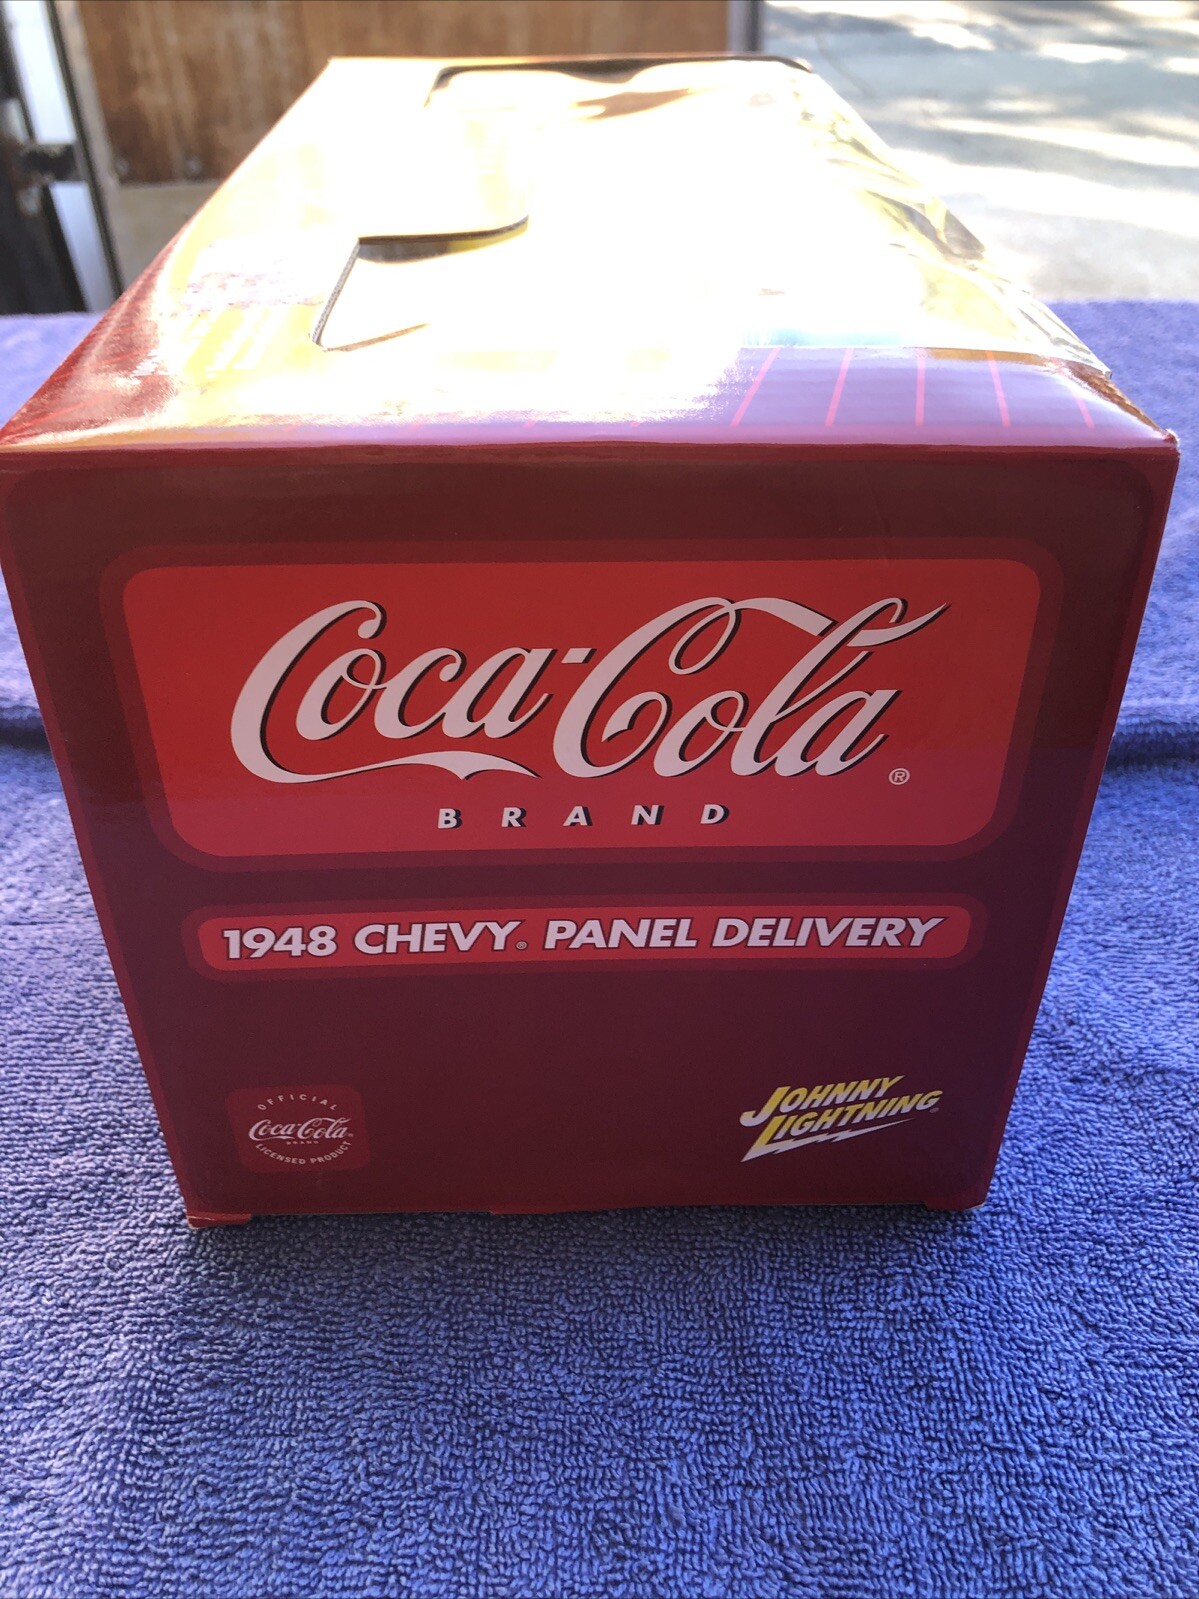 Coca-Cola ®
BRAND
1948 CHEVY® PANEL DELIVERY
OFFICIAL
Coca-Cola
BRAND
LICENSED PRODUCT
JOHNNY
LIGHTNING®